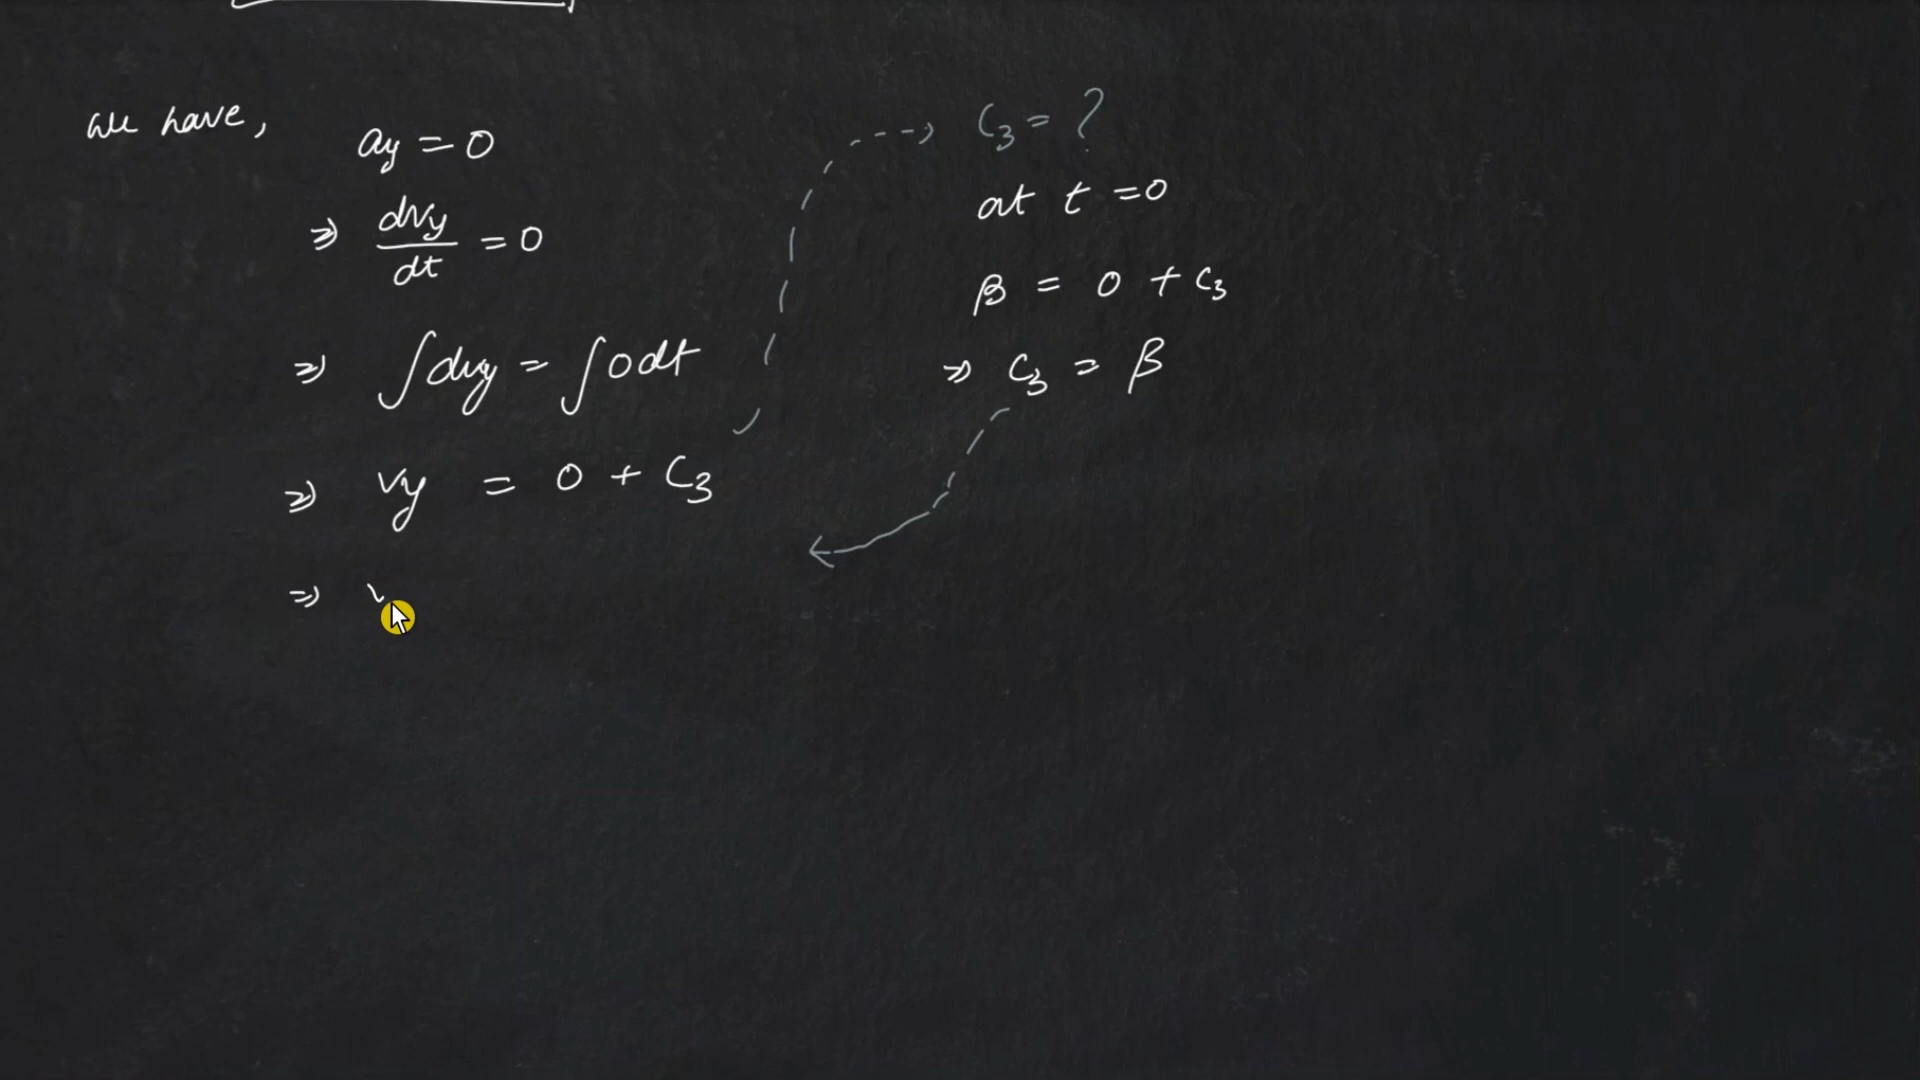 we have,
ay = 0
⇒ dvy/dt = 0
⇒ ∫dvy = ∫0dt
⇒ vy = 0 + C3
⇒ v
C3 = ?
at t = 0
β = 0 + C3
⇒ C3 = β